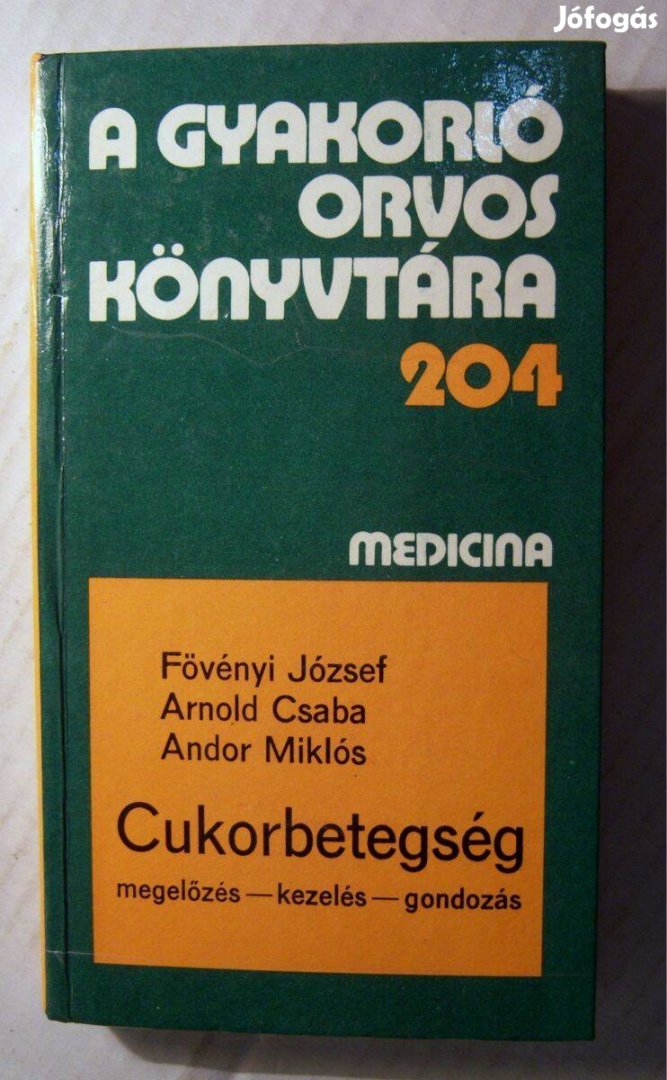 Jófogás
A GYAKORLÓ
ORVOS
KÖNYVTÁRA
204
MEDICINA
Fövényi József
Arnold Csaba
Andor Miklós
Cukorbetegség
megelőzés — kezelés — gondozás